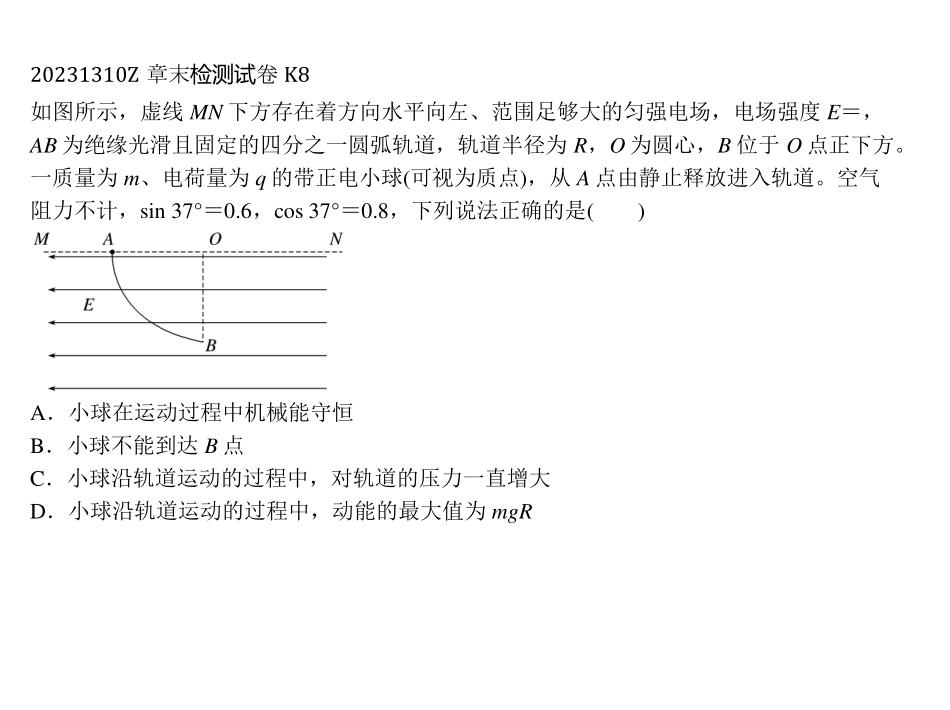 20231310Z 章末检测试卷 K8
如图所示，虚线 MN 下方存在着方向水平向左、范围足够大的匀强电场，电场强度 E＝，
AB 为绝缘光滑且固定的四分之一圆弧轨道，轨道半径为 R，O 为圆心，B 位于 O 点正下方。
一质量为 m、电荷量为 q 的带正电小球(可视为质点)，从 A 点由静止释放进入轨道。空气
阻力不计，sin 37°＝0.6，cos 37°＝0.8，下列说法正确的是(　　)
M A O N
E
B
A．小球在运动过程中机械能守恒
B．小球不能到达 B 点
C．小球沿轨道运动的过程中，对轨道的压力一直增大
D．小球沿轨道运动的过程中，动能的最大值为 mgR